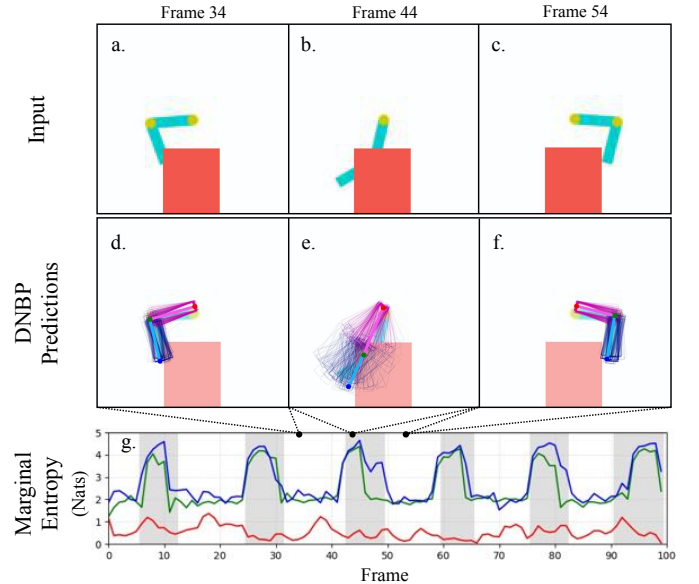 Frame 34 Frame 44 Frame 54
Input
a. b. c.
DNBP
Predictions
d. e. f.
Marginal
Entropy
(Nats)
g.
5
4
3
2
1
0
0 10 20 30 40 50 60 70 80 90 100
Frame